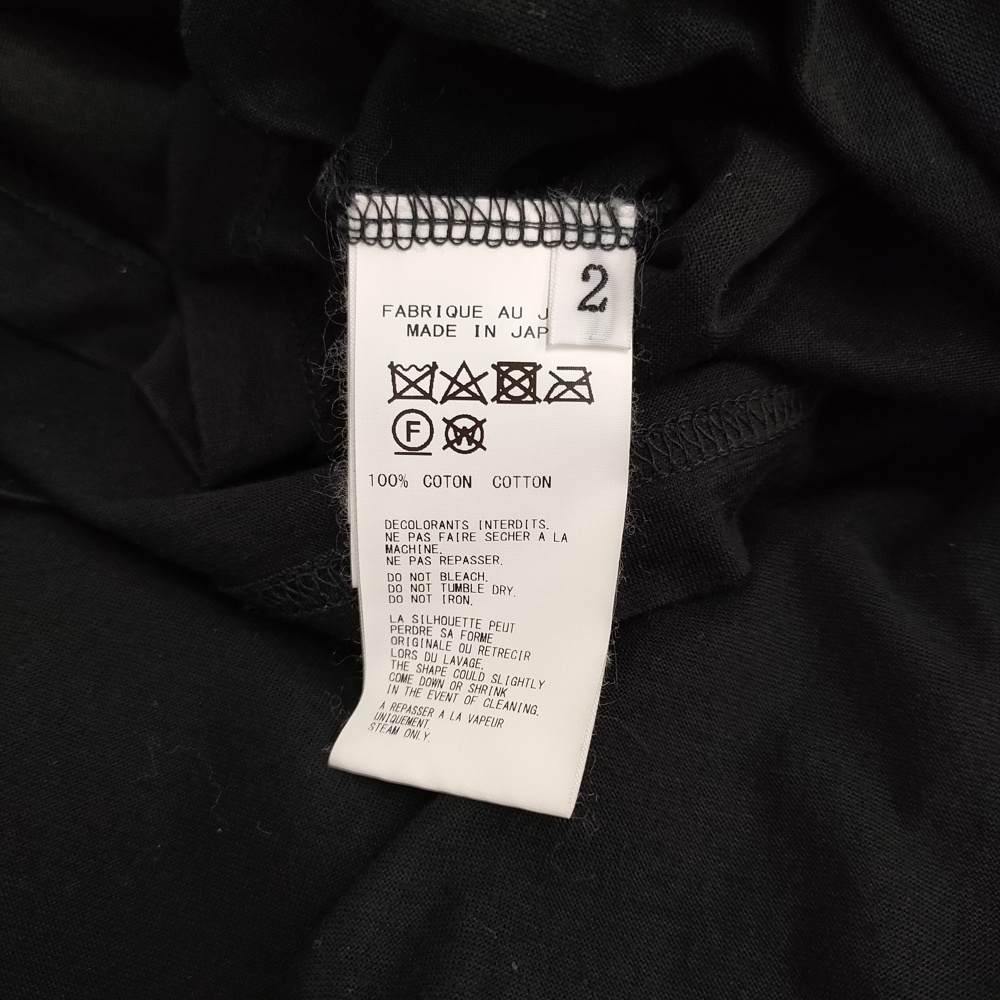 2
FABRIQUE AU J
MADE IN JAP
F
W
100% COTON COTTON
DECOLORANTS INTERDITS.
NE PAS FAIRE SECHER A LA
MACHINE.
NE PAS REPASSER.
DO NOT BLEACH.
DO NOT TUMBLE DRY.
DO NOT IRON.
LA SILHOUETTE PEUT
PERDRE SA FORME
ORIGINALE OU RETRECIR
LORS DU LAVAGE.
THE SHAPE COULD SLIGHTLY
COME DOWN OR SHRINK
IN THE EVENT OF CLEANING.
A REPASSER A LA VAPEUR
UNIQUEMENT.
STEAM ONLY.